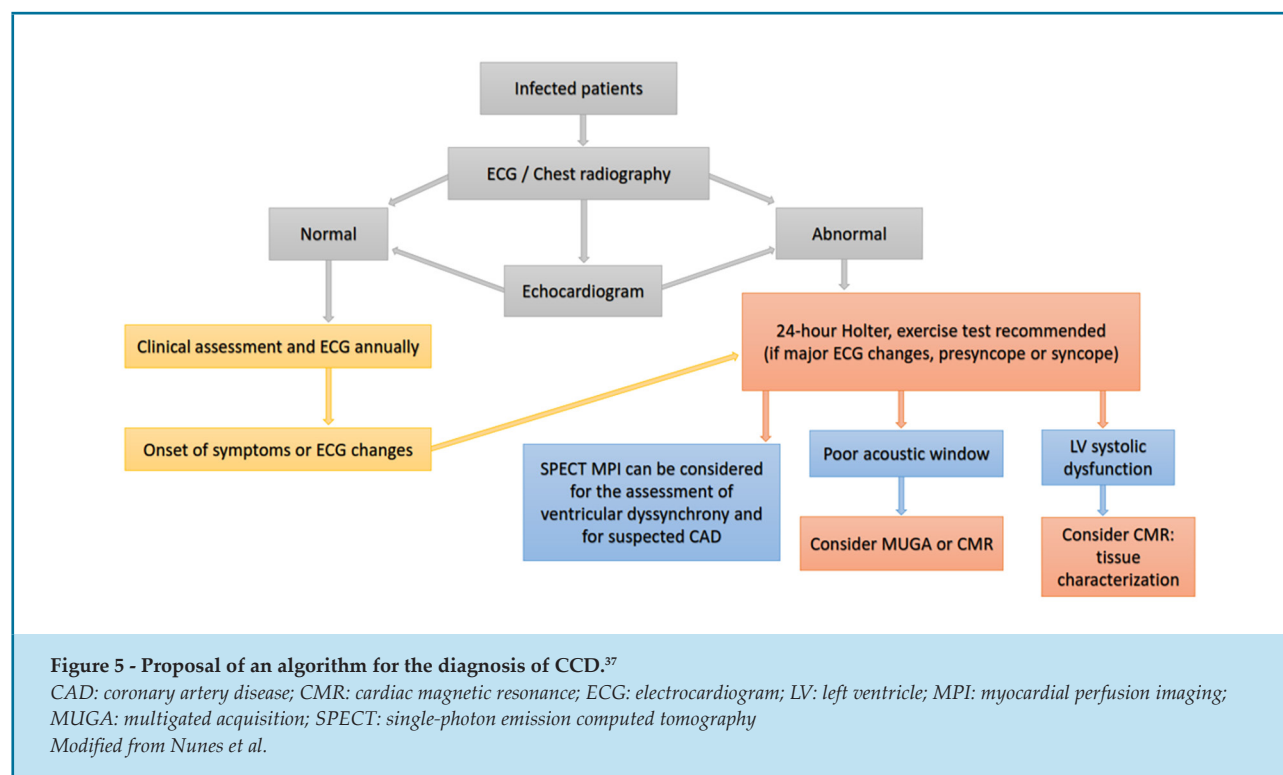 Infected patients
ECG / Chest radiography
Normal
Abnormal
Echocardiogram
Clinical assessment and ECG annually
24-hour Holter, exercise test recommended
(if major ECG changes, presyncope or syncope)
Onset of symptoms or ECG changes
SPECT MPI can be considered
for the assessment of
ventricular dyssynchrony and
for suspected CAD
Poor acoustic window
LV systolic
dysfunction
Consider MUGA or CMR
Consider CMR:
tissue
characterization
Figure 5 - Proposal of an algorithm for the diagnosis of CCD.³⁷
CAD: coronary artery disease; CMR: cardiac magnetic resonance; ECG: electrocardiogram; LV: left ventricle; MPI: myocardial perfusion imaging;
MUGA: multigated acquisition; SPECT: single-photon emission computed tomography
Modified from Nunes et al.